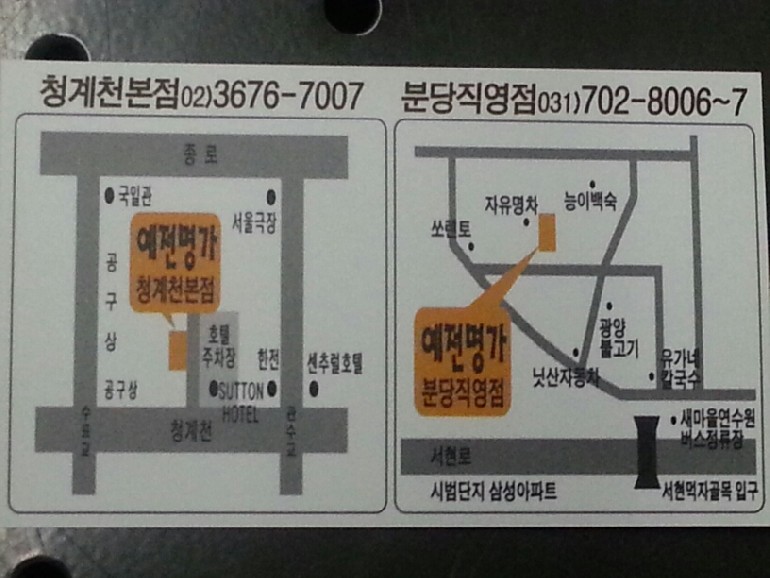 청계천본점02)3676-7007
종로
국일관
서울극장
예전명가
청계천본점
공
구
상
공구상
호텔
주차장
한전
센추럴호텔
SUTTON
HOTEL
수표교
청계천
관수교
분당직영점031)702-8006~7
자유명차
능이백숙
쏘렌토
예전명가
분당직영점
광양
불고기
닛산자동차
유가네
칼국수
새마을연수원
버스정류장
서현로
시범단지 삼성아파트
서현먹자골목 입구